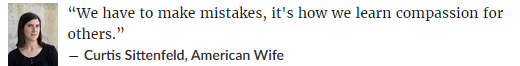 “We have to make mistakes, it's how we learn compassion for
others.”
― Curtis Sittenfeld, American Wife